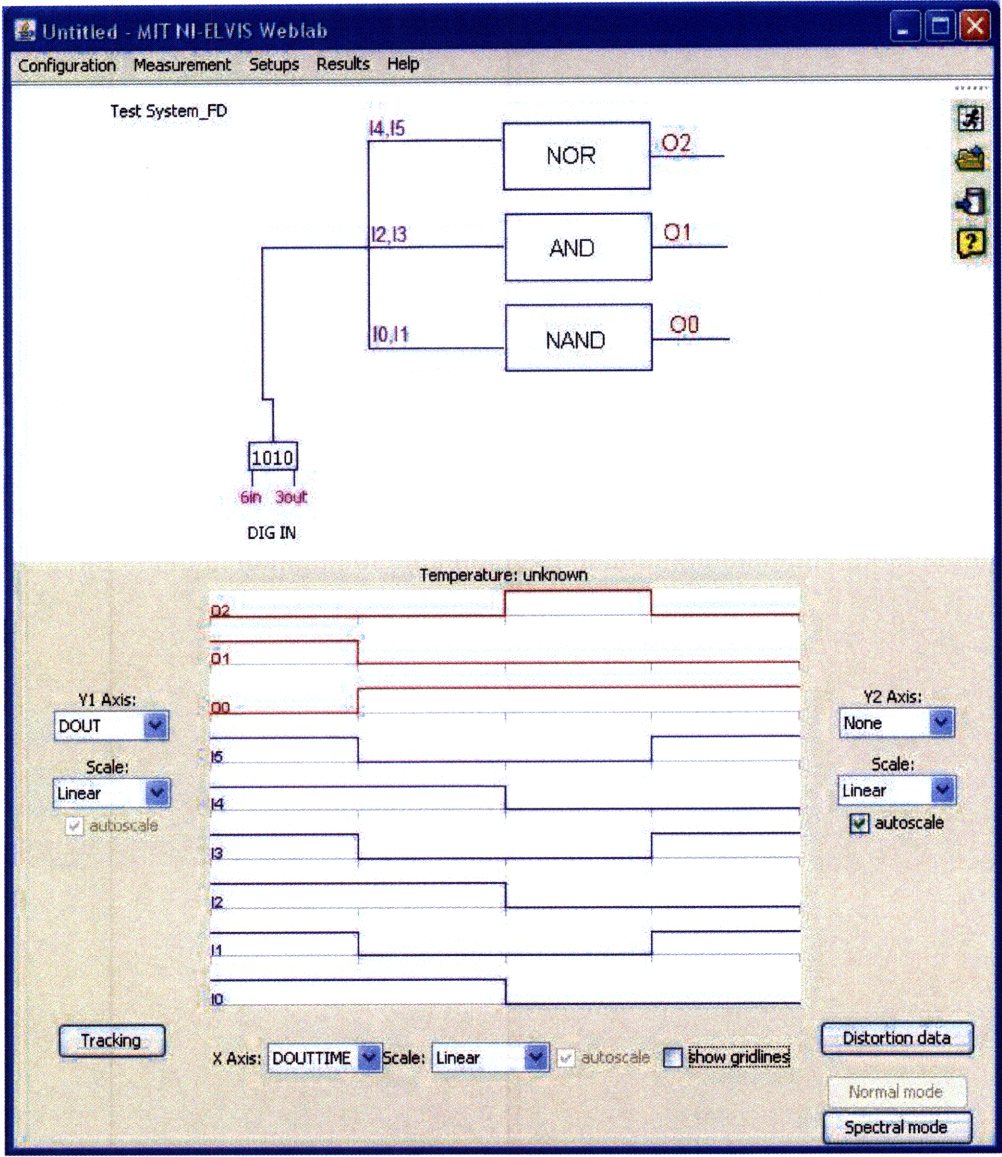 Untitled - MIT NI-ELVIS Weblab
Configuration Measurement Setups Results Help
Test System_FD
I4,I5
NOR
O2
I2,I3
AND
O1
I0,I1
NAND
O0
1010
6in 3out
DIG IN
?
Temperature: unknown
O2
O1
O0
I5
I4
I3
I2
I1
I0
Y1 Axis:
DOUT
Scale:
Linear
autoscale
Y2 Axis:
None
Scale:
Linear
autoscale
Tracking
X Axis: DOUTTIME Scale: Linear autoscale show gridlines
Distortion data
Normal mode
Spectral mode